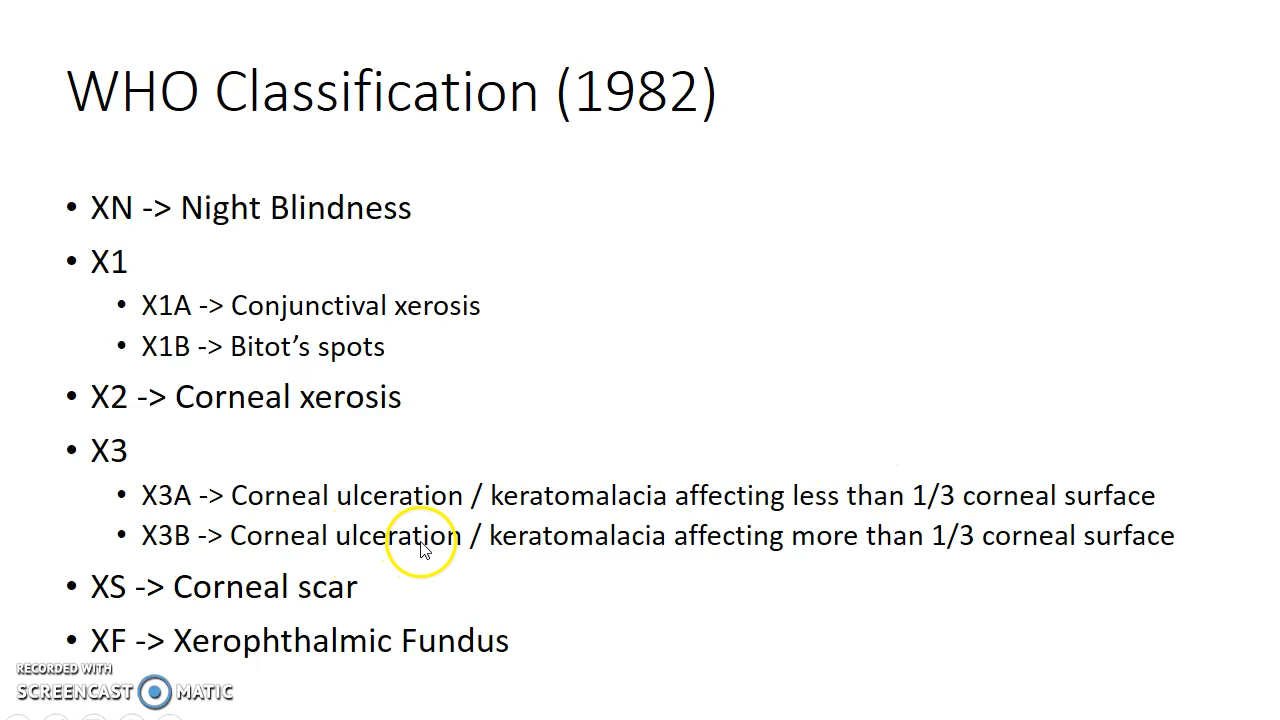 WHO Classification (1982)
• XN -> Night Blindness
• X1
• X1A -> Conjunctival xerosis
• X1B -> Bitot’s spots
• X2 -> Corneal xerosis
• X3
• X3A -> Corneal ulceration / keratomalacia affecting less than 1/3 corneal surface
• X3B -> Corneal ulceration / keratomalacia affecting more than 1/3 corneal surface
• XS -> Corneal scar
• XF -> Xerophthalmic Fundus
RECORDED WITH
SCREENCAST MATIC